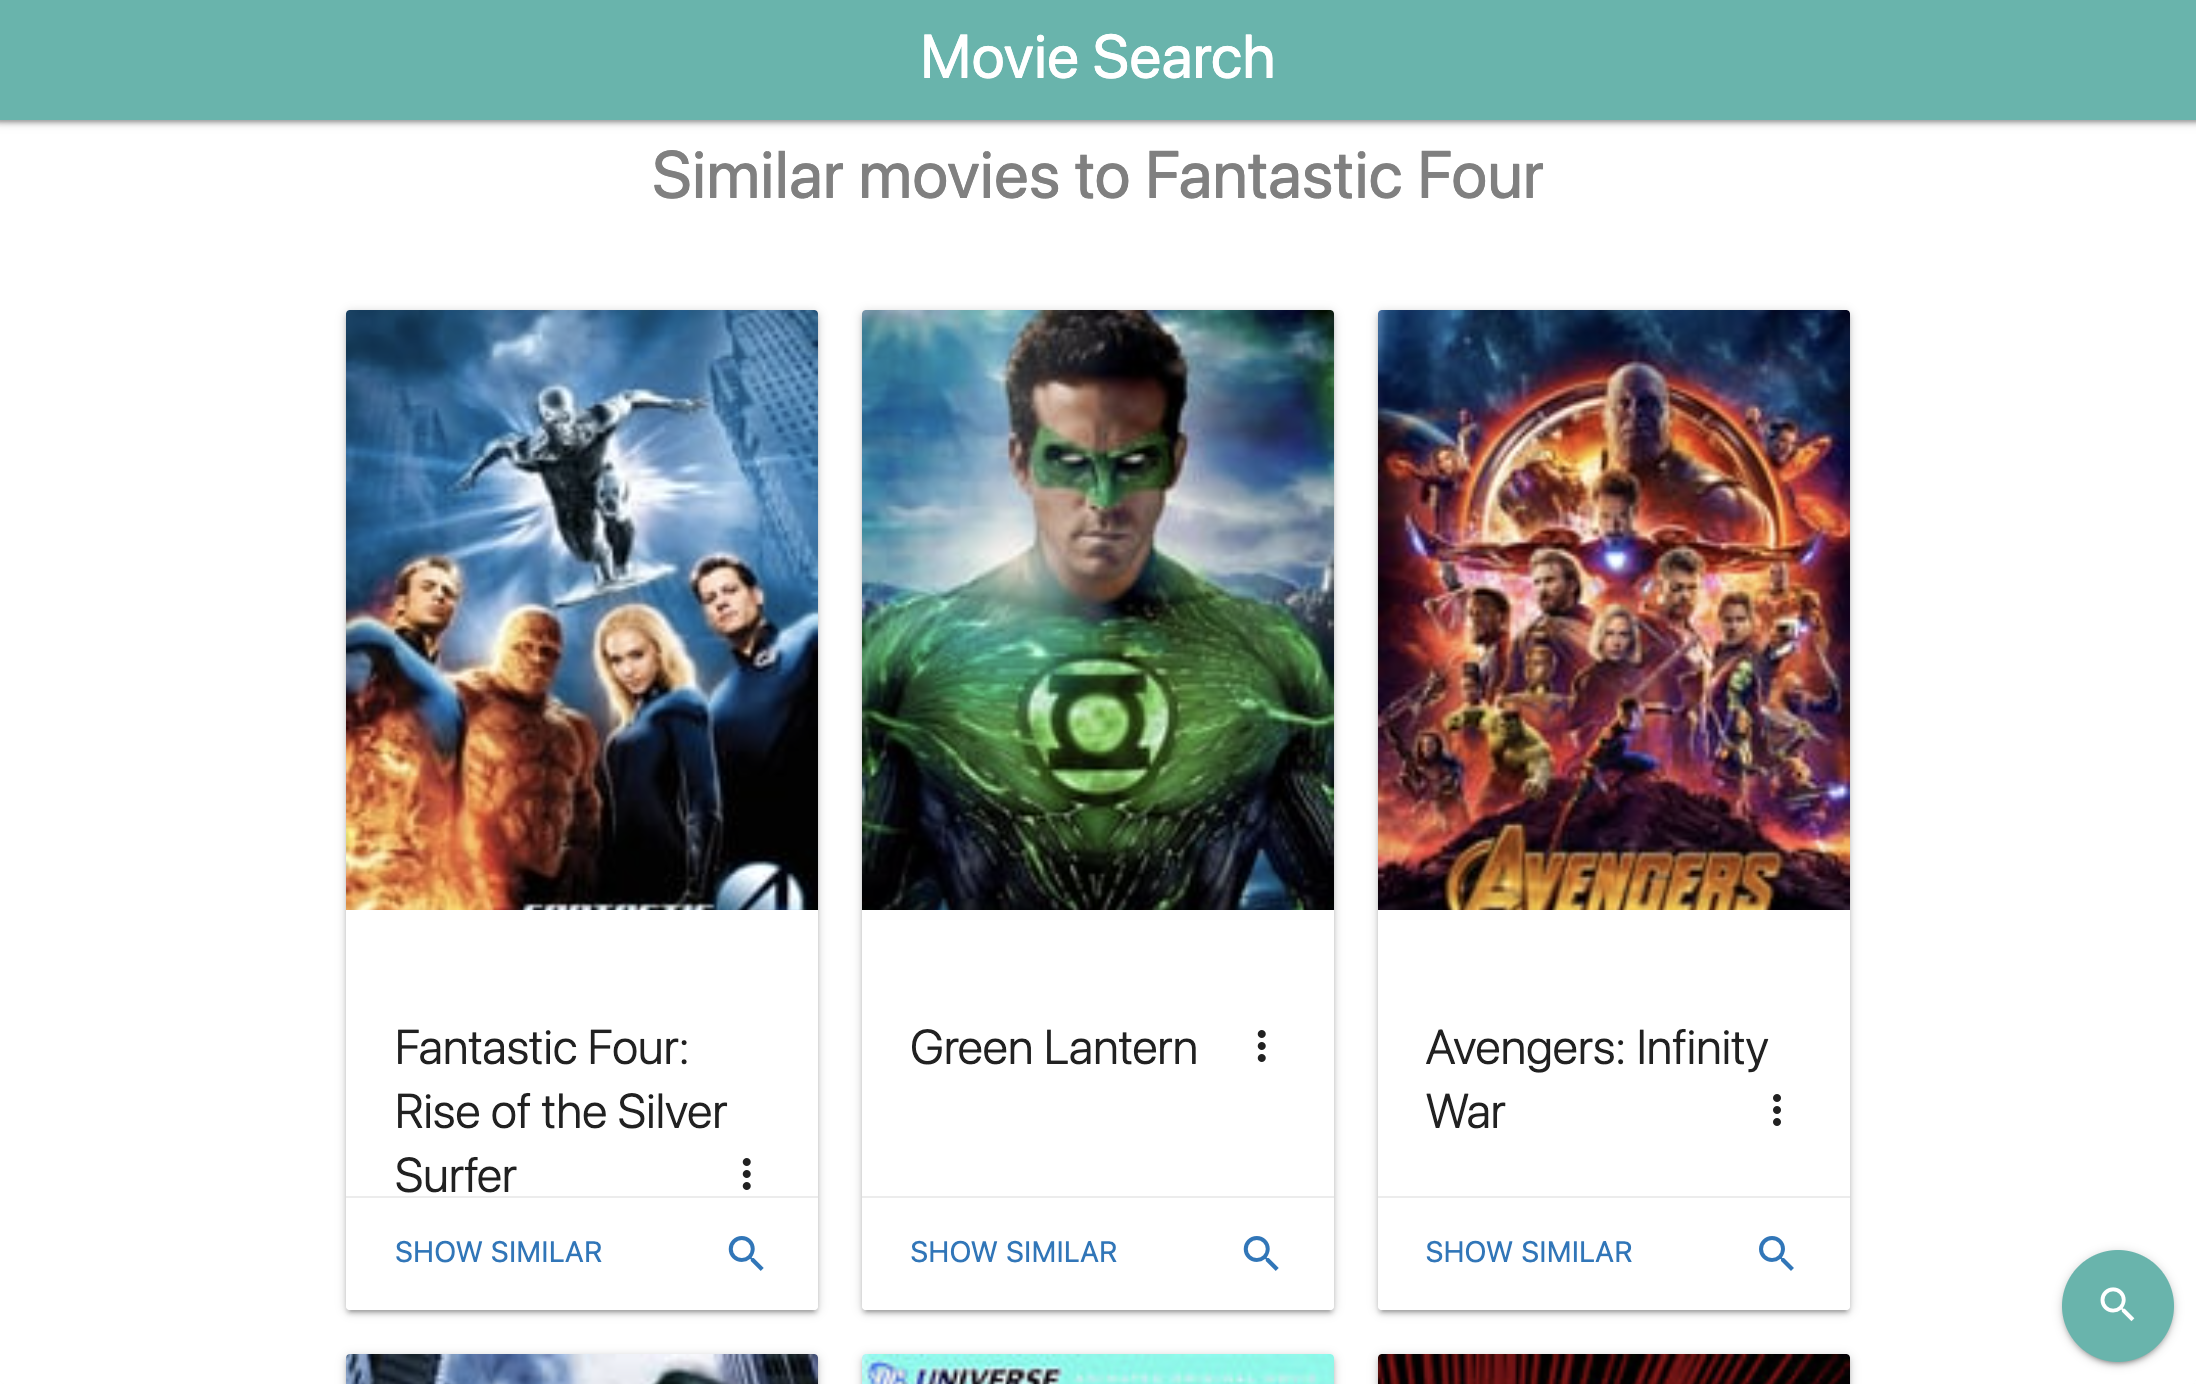 Movie Search
Similar movies to Fantastic Four
AVENGERS
Fantastic Four:
Rise of the Silver
Surfer
Green Lantern
Avengers: Infinity
War
SHOW SIMILAR
SHOW SIMILAR
SHOW SIMILAR
DC UNIVERSE